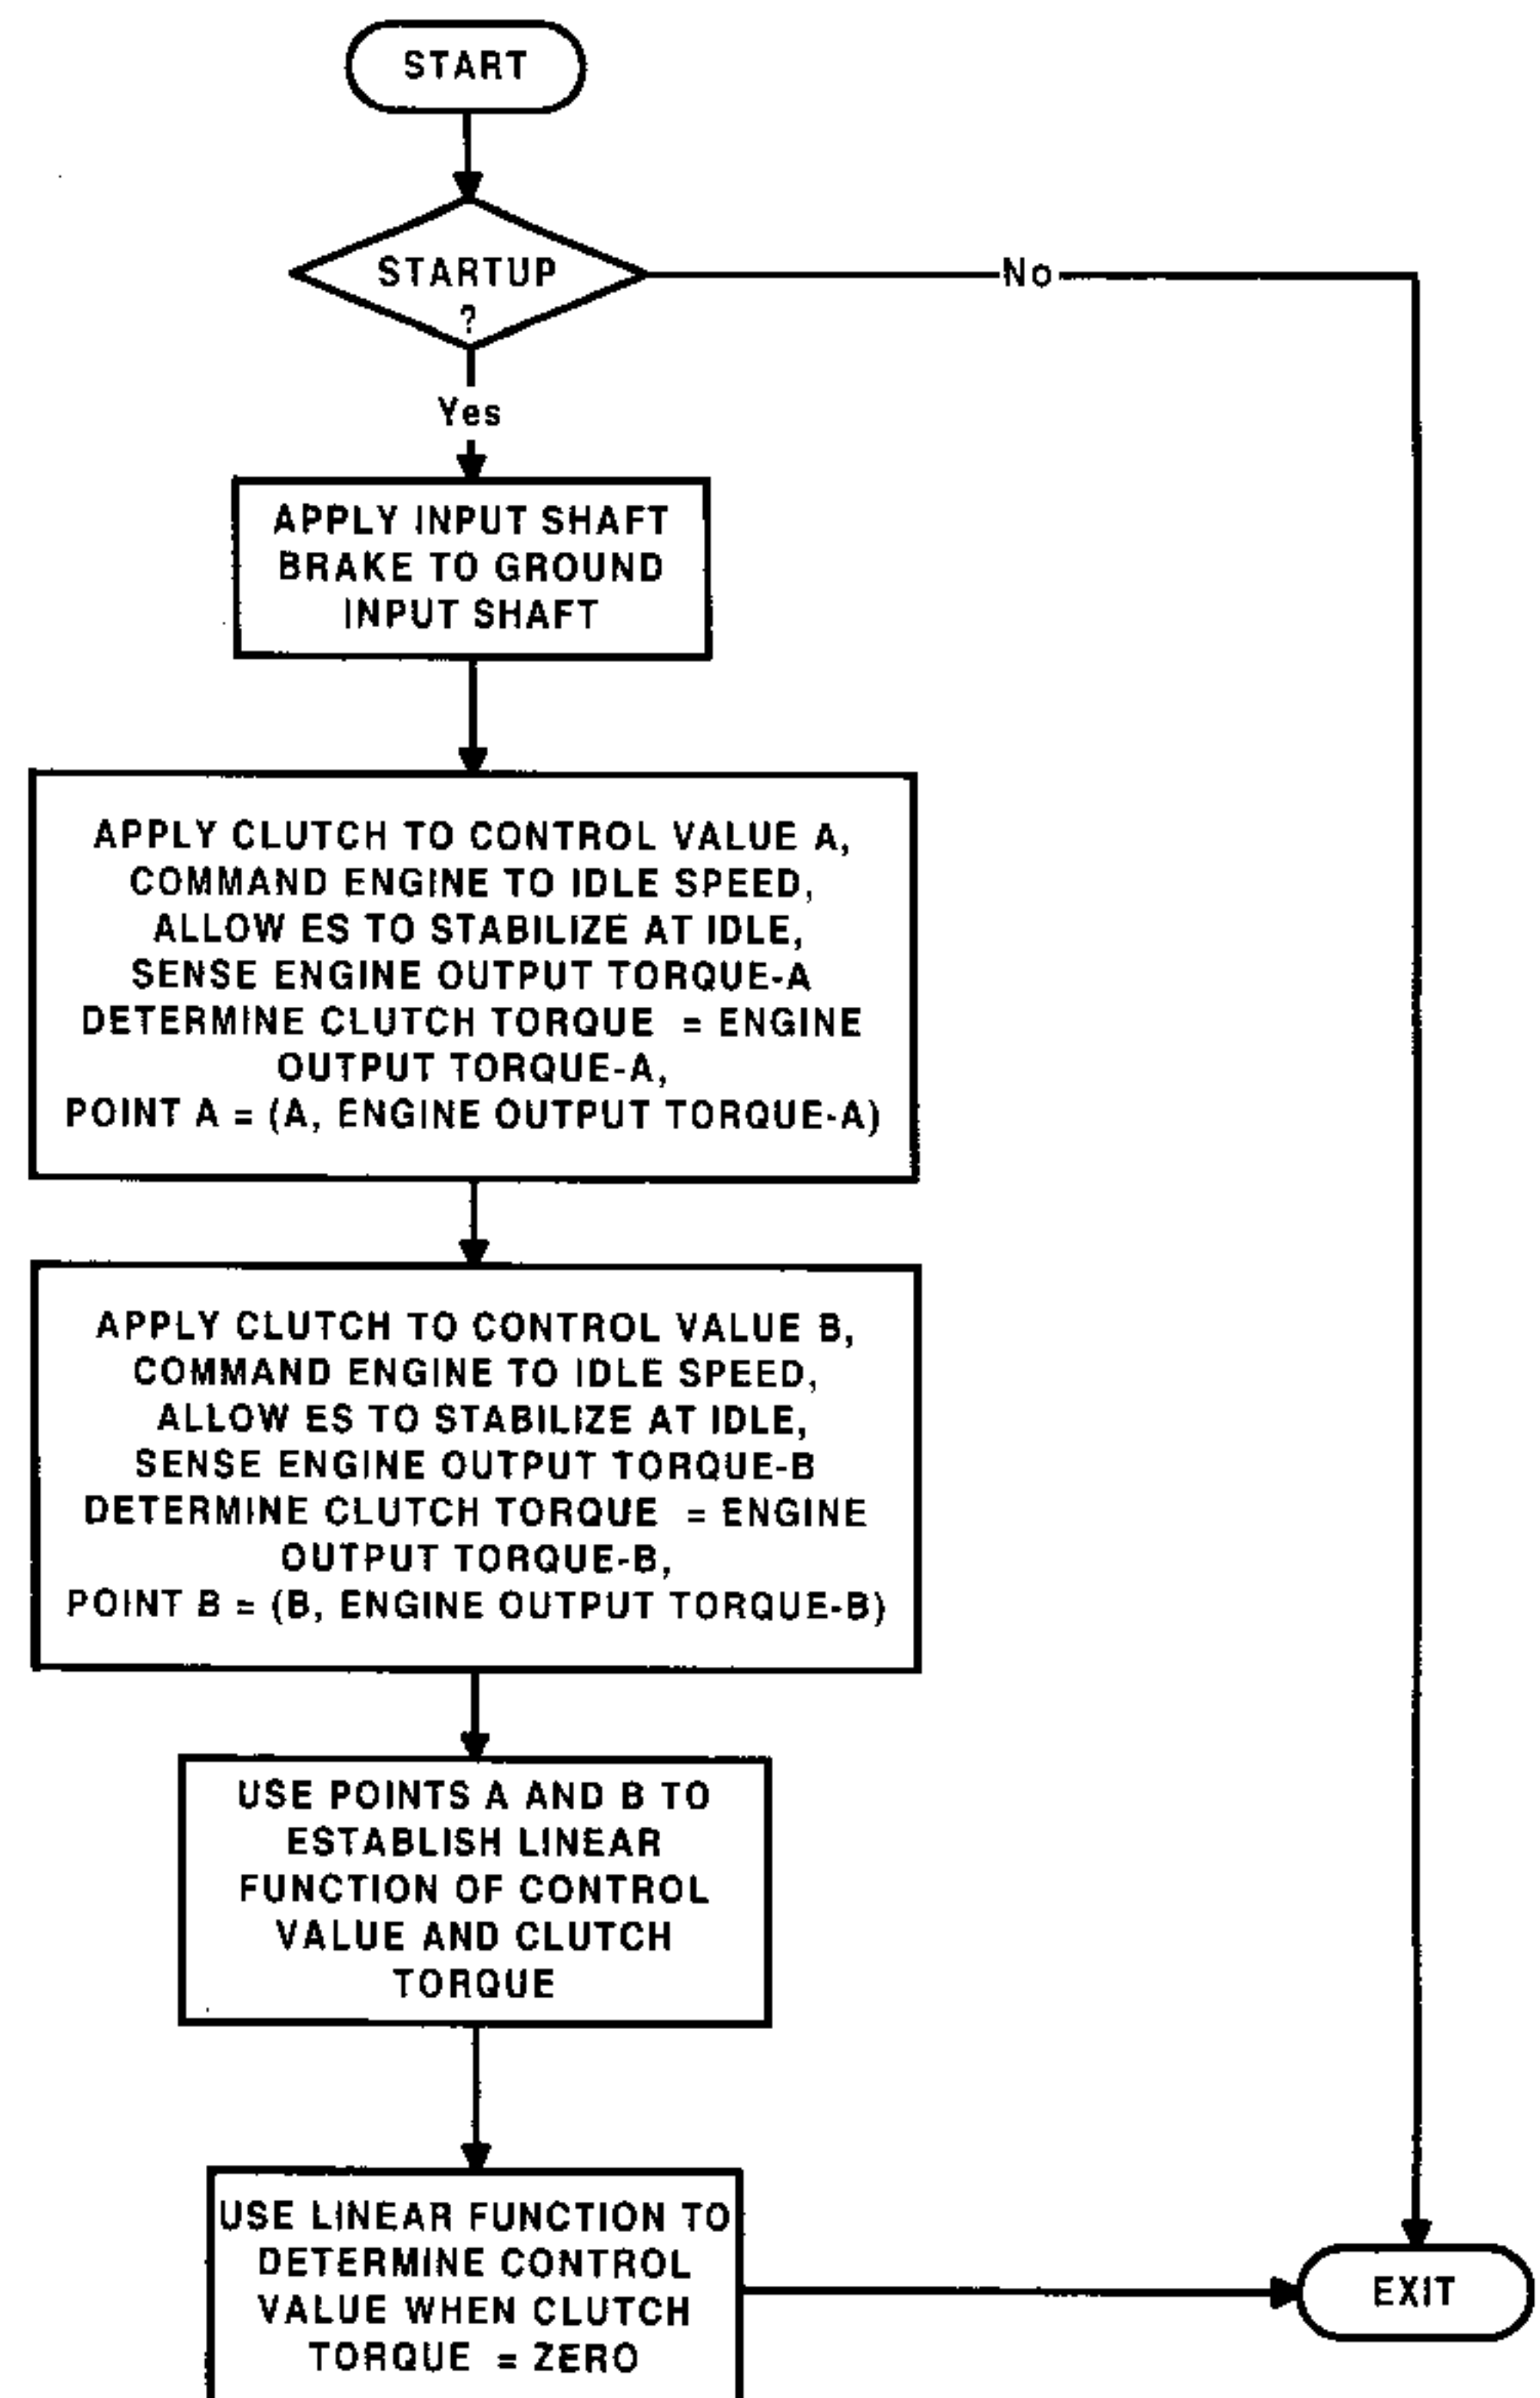 START
STARTUP
?
No
Yes
APPLY INPUT SHAFT
BRAKE TO GROUND
INPUT SHAFT
APPLY CLUTCH TO CONTROL VALUE A,
COMMAND ENGINE TO IDLE SPEED,
ALLOW ES TO STABILIZE AT IDLE,
SENSE ENGINE OUTPUT TORQUE-A
DETERMINE CLUTCH TORQUE = ENGINE
OUTPUT TORQUE-A,
POINT A = (A, ENGINE OUTPUT TORQUE-A)
APPLY CLUTCH TO CONTROL VALUE B,
COMMAND ENGINE TO IDLE SPEED,
ALLOW ES TO STABILIZE AT IDLE,
SENSE ENGINE OUTPUT TORQUE-B
DETERMINE CLUTCH TORQUE = ENGINE
OUTPUT TORQUE-B,
POINT B = (B, ENGINE OUTPUT TORQUE-B)
USE POINTS A AND B TO
ESTABLISH LINEAR
FUNCTION OF CONTROL
VALUE AND CLUTCH
TORQUE
USE LINEAR FUNCTION TO
DETERMINE CONTROL
VALUE WHEN CLUTCH
TORQUE = ZERO
EXIT